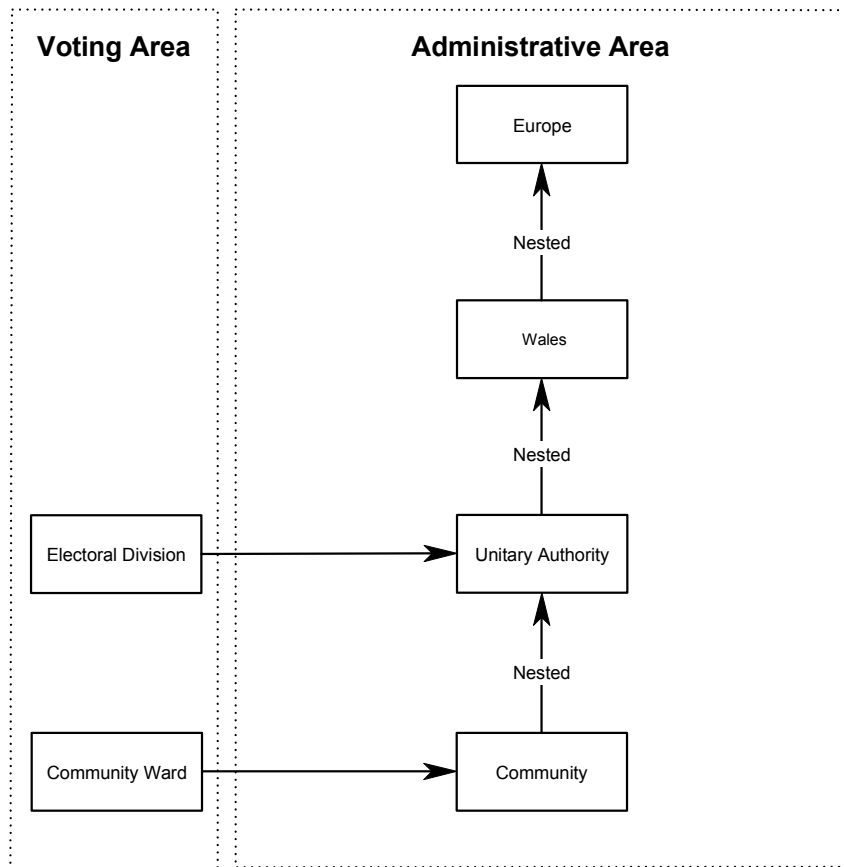 Voting Area
Administrative Area
Europe
Nested
Wales
Nested
Electoral Division
Unitary Authority
Nested
Community Ward
Community